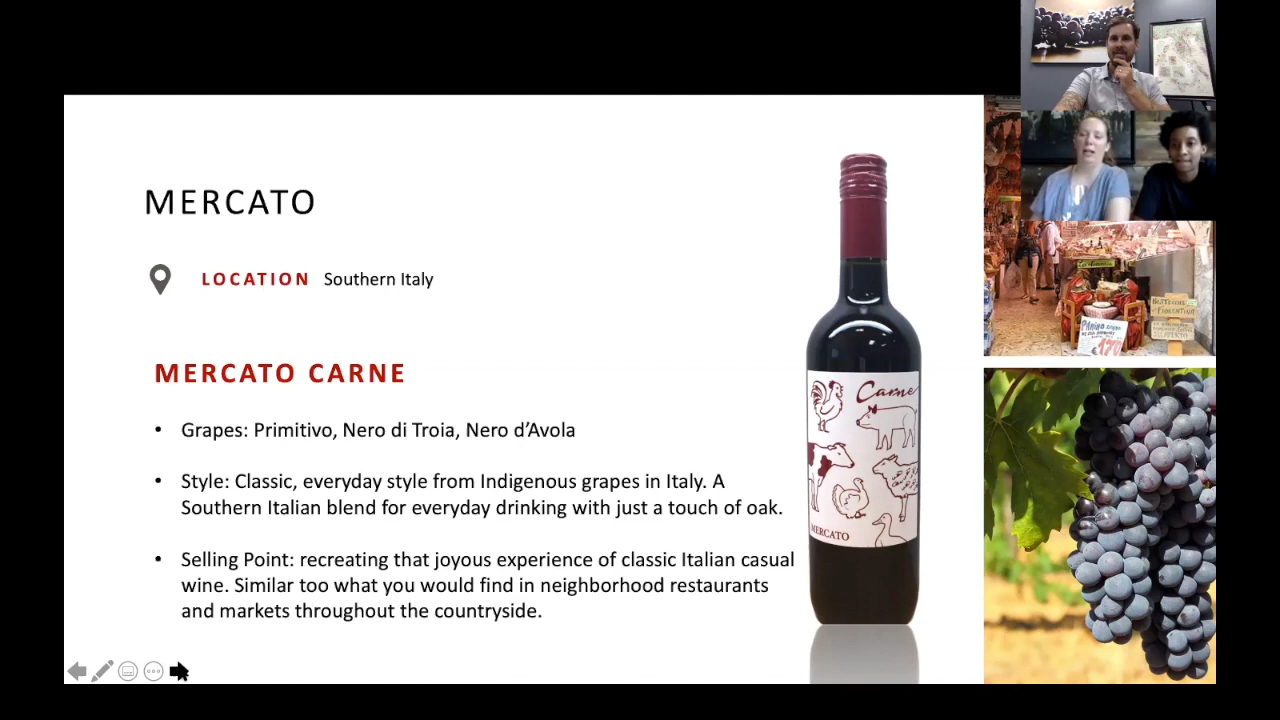 MERCATO
LOCATION Southern Italy
MERCATO CARNE
• Grapes: Primitivo, Nero di Troia, Nero d’Avola
• Style: Classic, everyday style from Indigenous grapes in Italy. A
Southern Italian blend for everyday drinking with just a touch of oak.
• Selling Point: recreating that joyous experience of classic Italian casual
wine. Similar too what you would find in neighborhood restaurants
and markets throughout the countryside.
Carne
MERCATO
PANINO